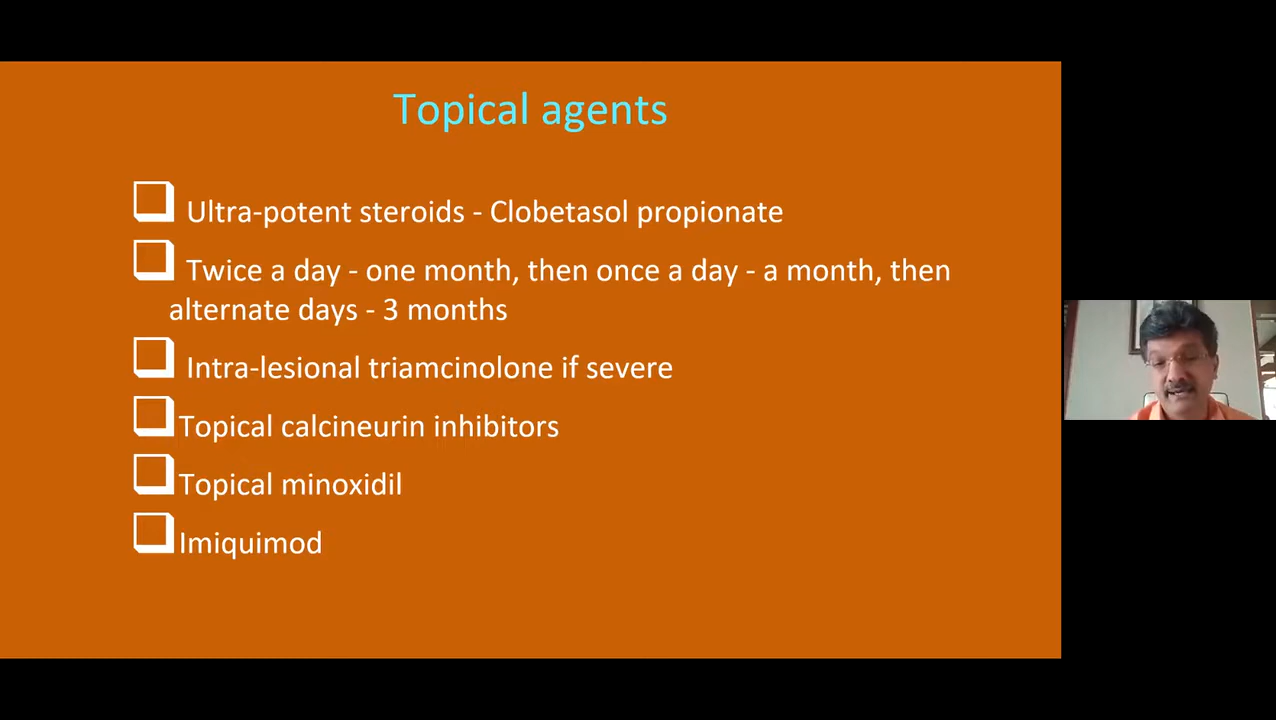 Topical agents
Ultra-potent steroids - Clobetasol propionate
Twice a day - one month, then once a day - a month, then
alternate days - 3 months
Intra-lesional triamcinolone if severe
Topical calcineurin inhibitors
Topical minoxidil
Imiquimod